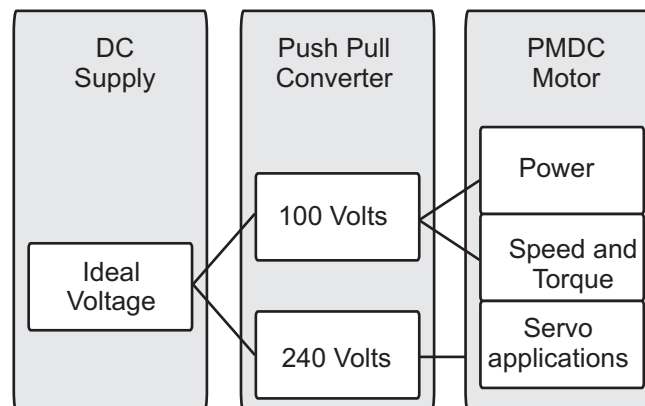 DC
Supply
Push Pull
Converter
PMDC
Motor
Ideal
Voltage
100 Volts
240 Volts
Power
Speed and
Torque
Servo
applications